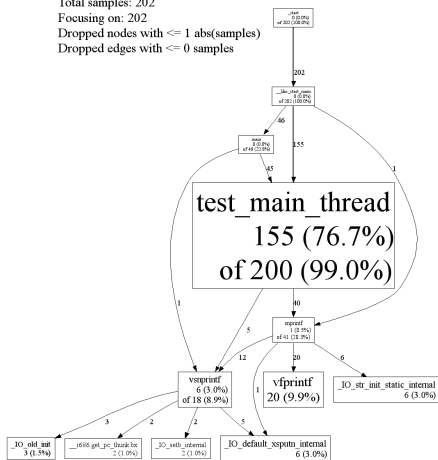 Total samples: 202
Focusing on: 202
Dropped nodes with <= 1 abs(samples)
Dropped edges with <= 0 samples
_start
0 (0.0%)
of 202 (100.0%)
202
__libc_start_main
0 (0.0%)
of 202 (100.0%)
46
155
1
main
0 (0.0%)
of 46 (22.8%)
45
test_main_thread
155 (76.7%)
of 200 (99.0%)
1
5
40
snprintf
1 (0.5%)
of 41 (20.3%)
12
20
6
1
vsnprintf
6 (3.0%)
of 18 (8.9%)
vfprintf
20 (9.9%)
_IO_str_init_static_internal
6 (3.0%)
3
2
2
5
_IO_old_init
3 (1.5%)
__i686.get_pc_thunk.bx
2 (1.0%)
_IO_setb_internal
2 (1.0%)
_IO_default_xsputn_internal
6 (3.0%)